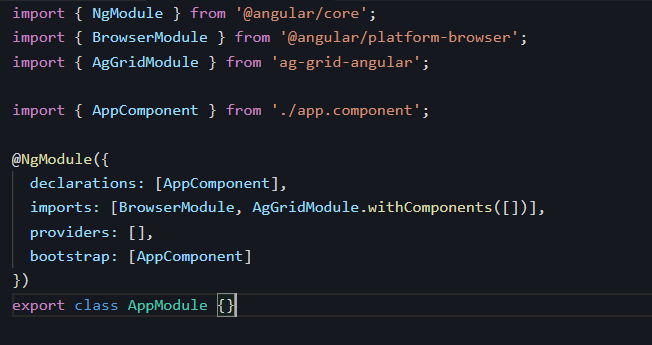 import { NgModule } from '@angular/core';
import { BrowserModule } from '@angular/platform-browser';
import { AgGridModule } from 'ag-grid-angular';
import { AppComponent } from './app.component';
@NgModule({
  declarations: [AppComponent],
  imports: [BrowserModule, AgGridModule.withComponents([])],
  providers: [],
  bootstrap: [AppComponent]
})
export class AppModule {}